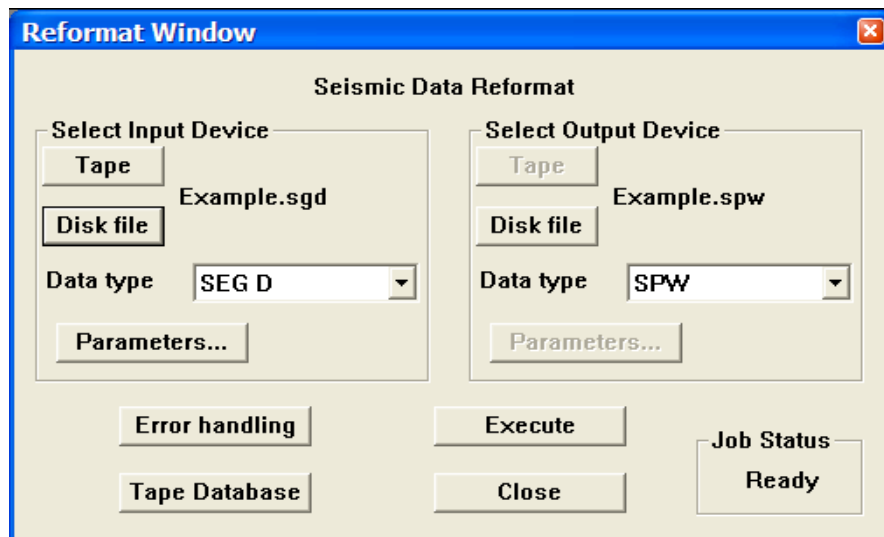 Reformat Window
Seismic Data Reformat
Select Input Device
Tape
Example.sgd
Disk file
Data type
SEG D
Parameters...
Select Output Device
Tape
Example.spw
Disk file
Data type
SPW
Parameters...
Error handling
Execute
Tape Database
Close
Job Status
Ready